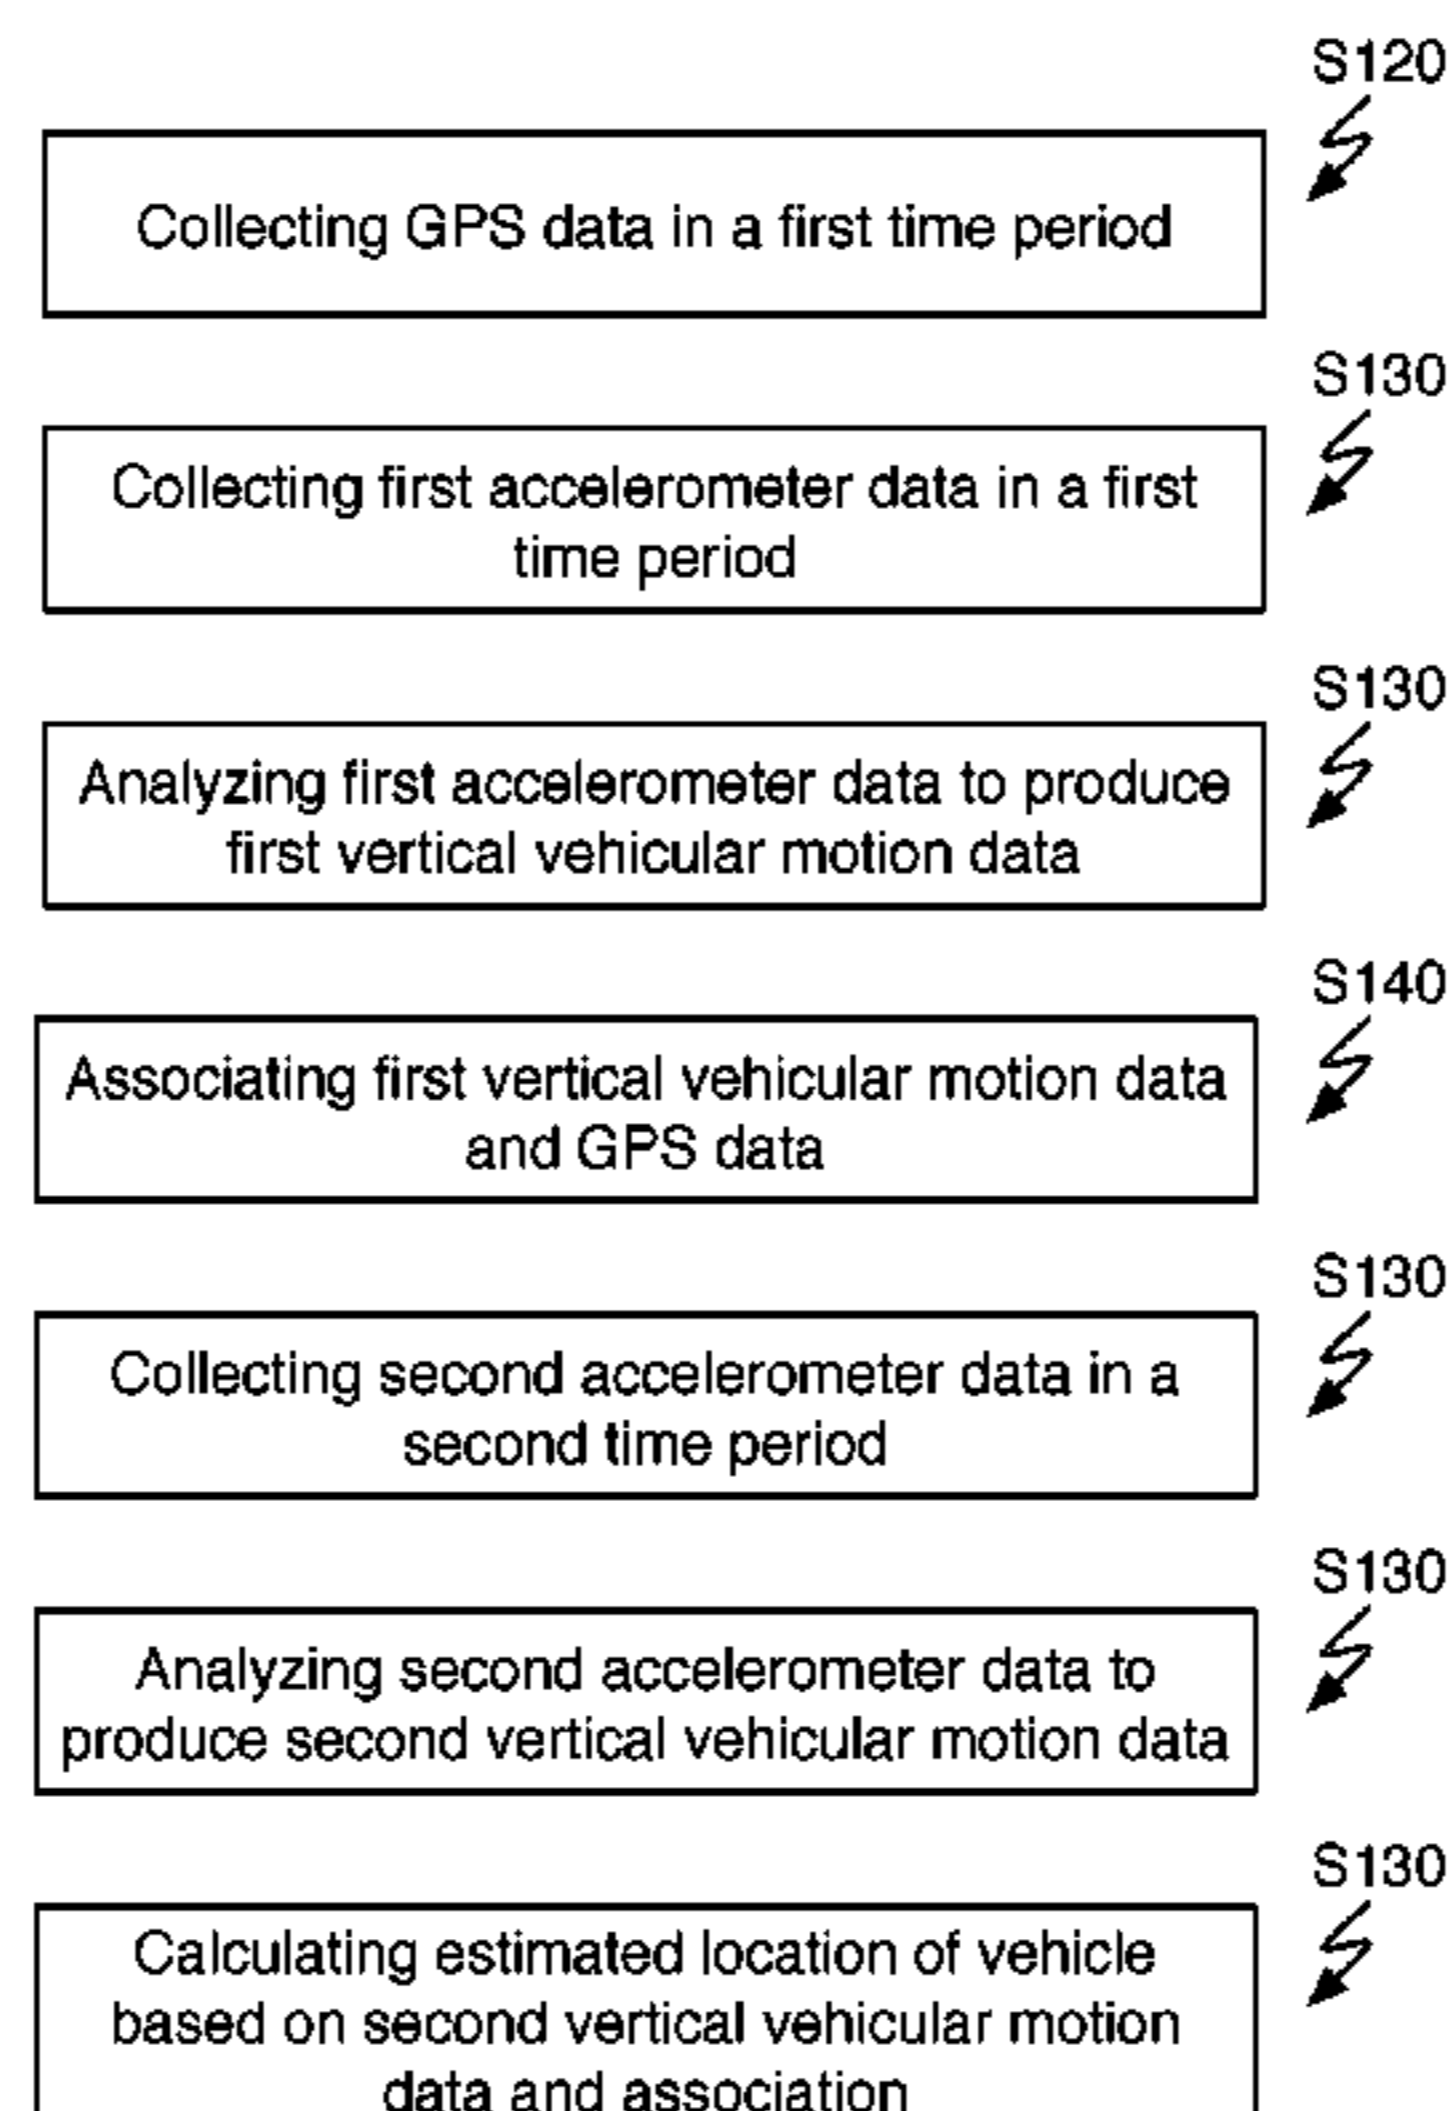 S120
Collecting GPS data in a first time period
S130
Collecting first accelerometer data in a first
time period
S130
Analyzing first accelerometer data to produce
first vertical vehicular motion data
S140
Associating first vertical vehicular motion data
and GPS data
S130
Collecting second accelerometer data in a
second time period
S130
Analyzing second accelerometer data to
produce second vertical vehicular motion data
S130
Calculating estimated location of vehicle
based on second vertical vehicular motion
data and association